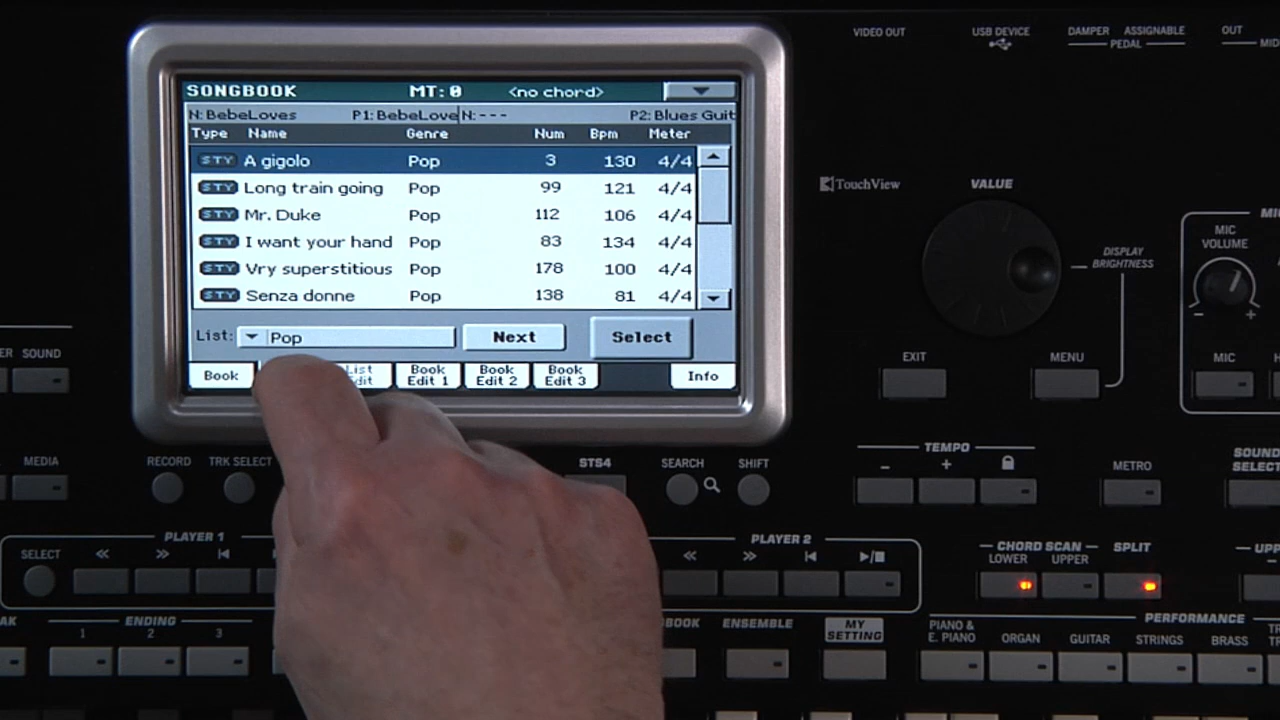 VIDEO OUT
USB DEVICE
DAMPER ASSIGNABLE
PEDAL
OUT
SONGBOOK MT: 0 <no chord>
N: BebeLoves P1: BebeLove N: --- P2: Blues Guit
Type Name Genre Num Bpm Meter
STY A gigolo Pop 3 130 4/4
STY Long train going Pop 99 121 4/4
STY Mr. Duke Pop 112 106 4/4
STY I want your hand Pop 83 134 4/4
STY Vry superstitious Pop 178 100 4/4
STY Senza donne Pop 138 81 4/4
List: Pop Next Select
Book
List
Book Edit 1
Book Edit 2
Book Edit 3
Info
TouchView
VALUE
DISPLAY
BRIGHTNESS
MIC
VOLUME
- +
EXIT
MENU
MIC
SOUND
MEDIA
RECORD
TRK SELECT
STS4
SEARCH
SHIFT
TEMPO
- +
METRO
SOUND
SELECT
PLAYER 1
SELECT
PLAYER 2
CHORD SCAN
LOWER UPPER
SPLIT
ENDING
1 2 3
ENSEMBLE
MY
SETTING
PERFORMANCE
PIANO &
E. PIANO
ORGAN
GUITAR
STRINGS
BRASS